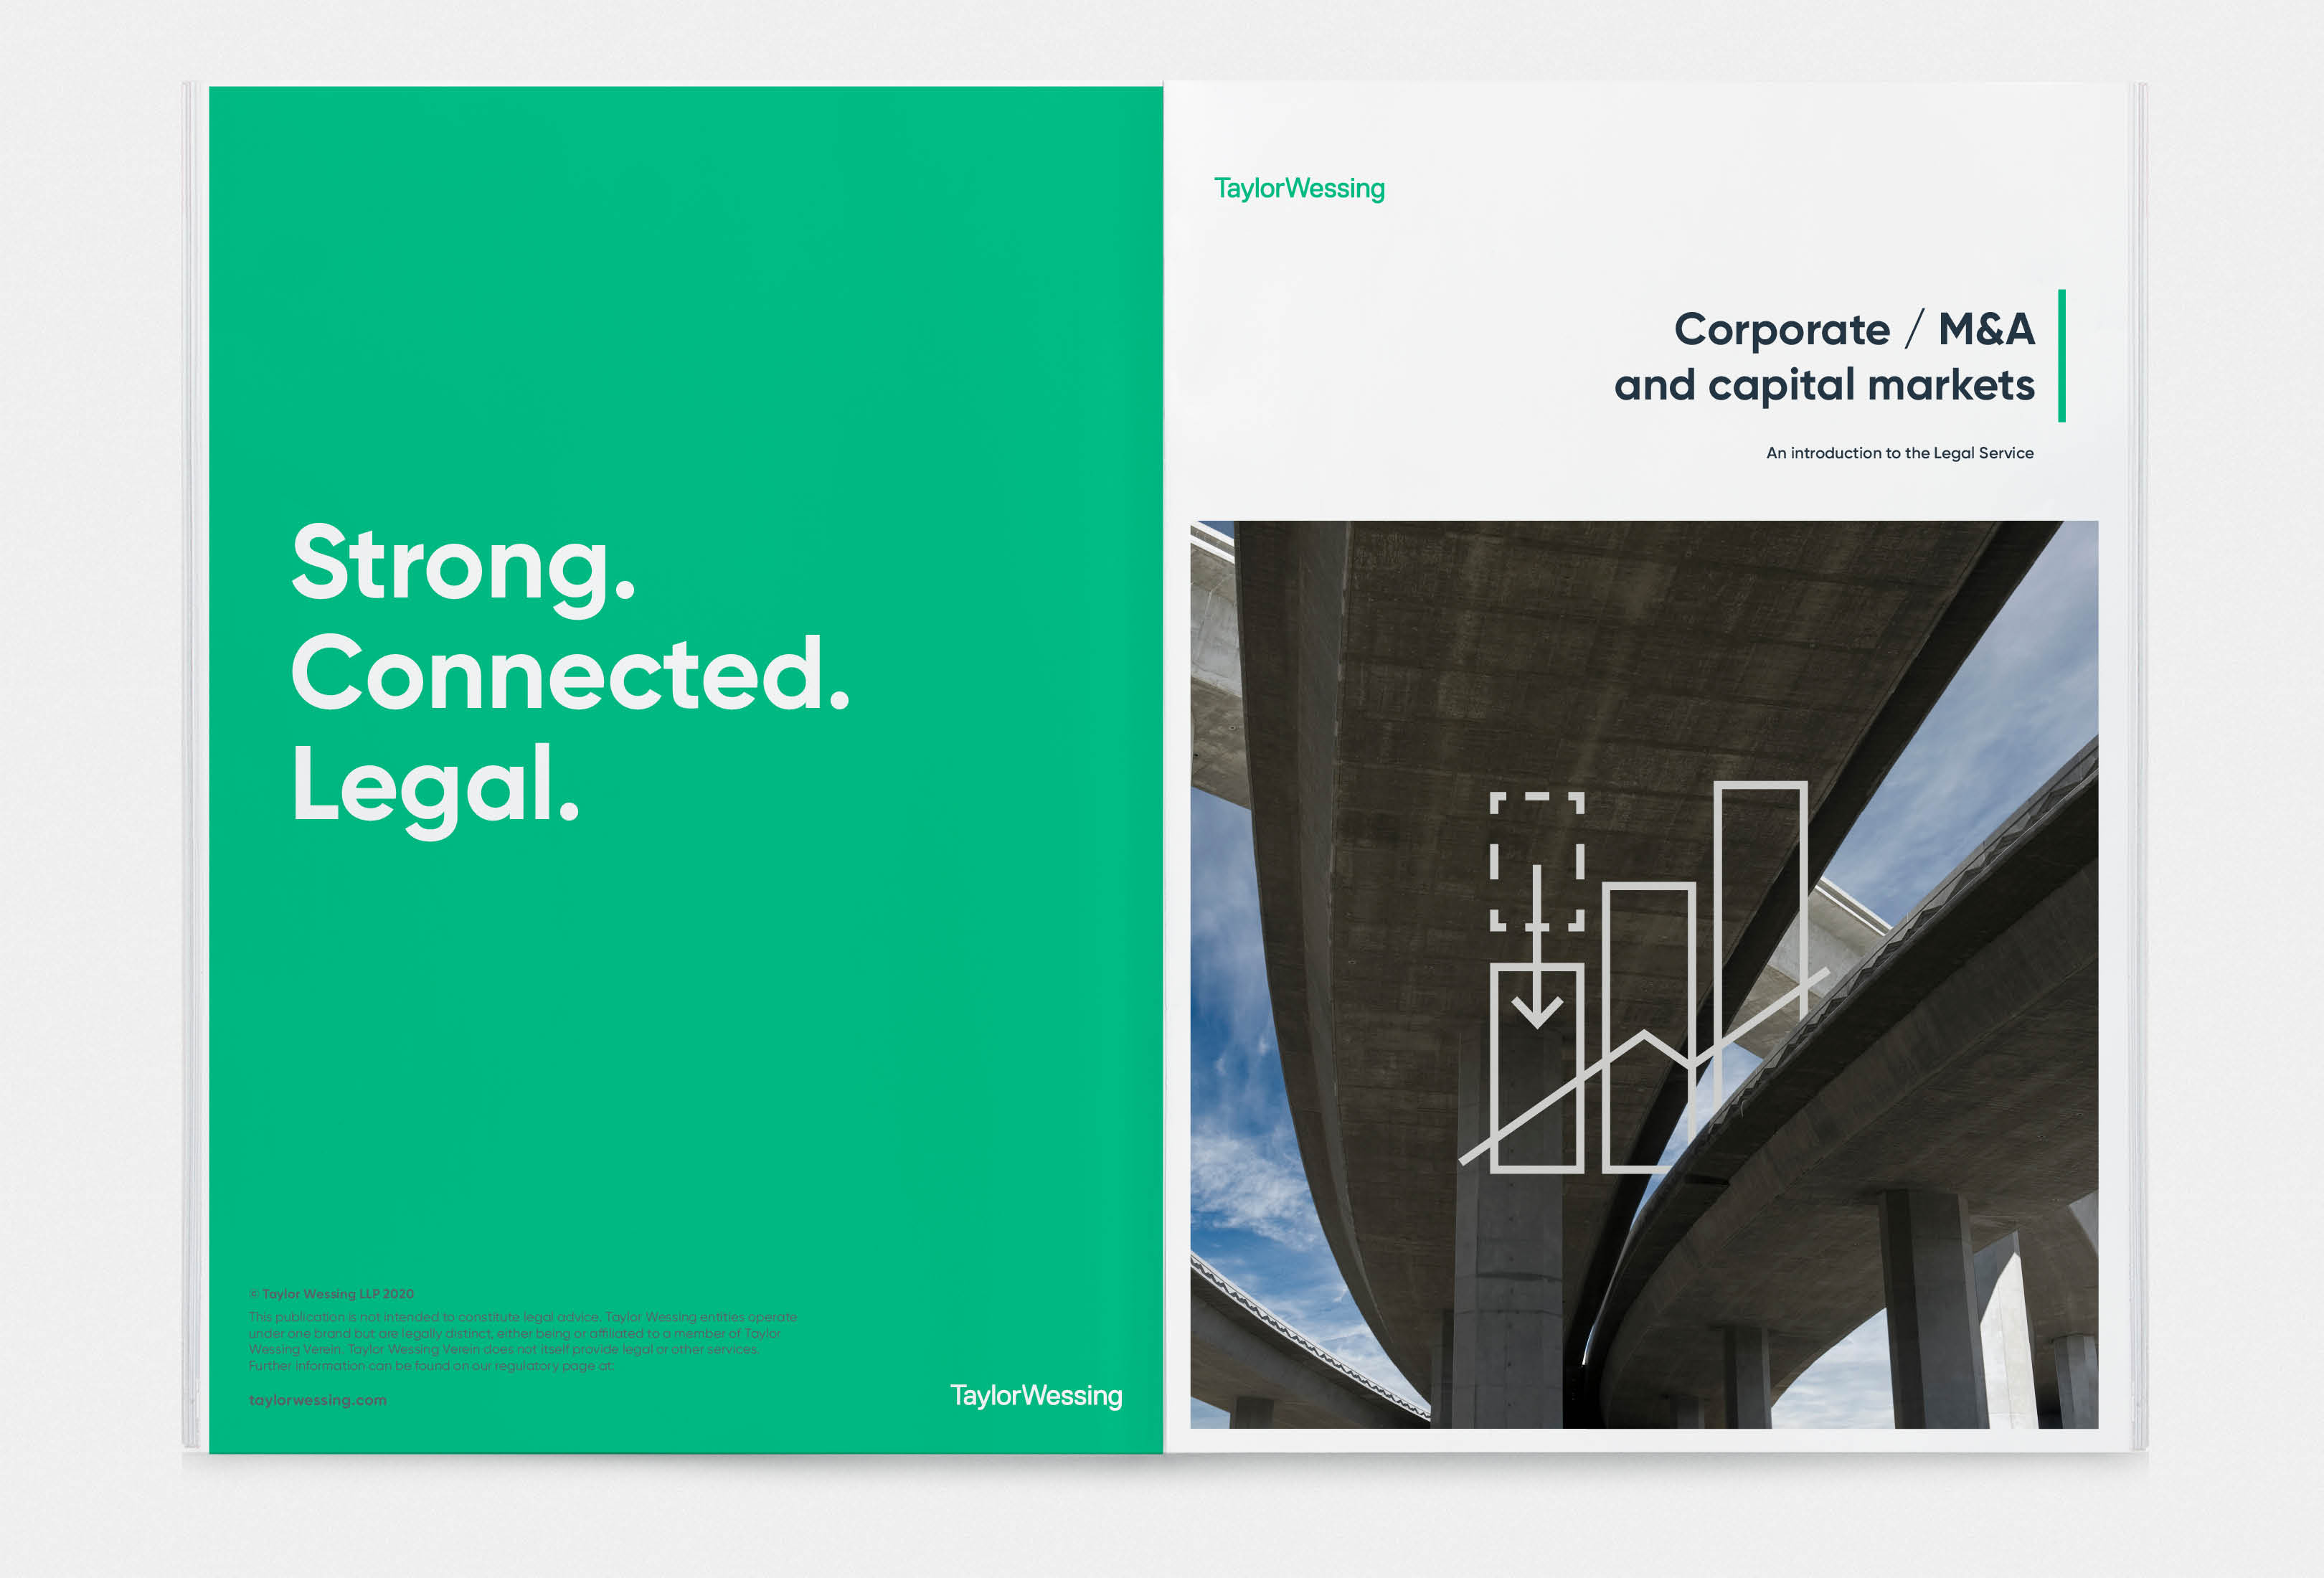 Strong.
Connected.
Legal.
© Taylor Wessing LLP 2020
This publication is not intended to constitute legal advice. Taylor Wessing entities operate
under one brand but are legally distinct, either being or affiliated to a member of Taylor
Wessing Verein. Taylor Wessing Verein does not itself provide legal or other services.
Further information can be found on our regulatory page at:
taylorwessing.com
TaylorWessing
TaylorWessing
Corporate / M&A
and capital markets
An introduction to the Legal Service